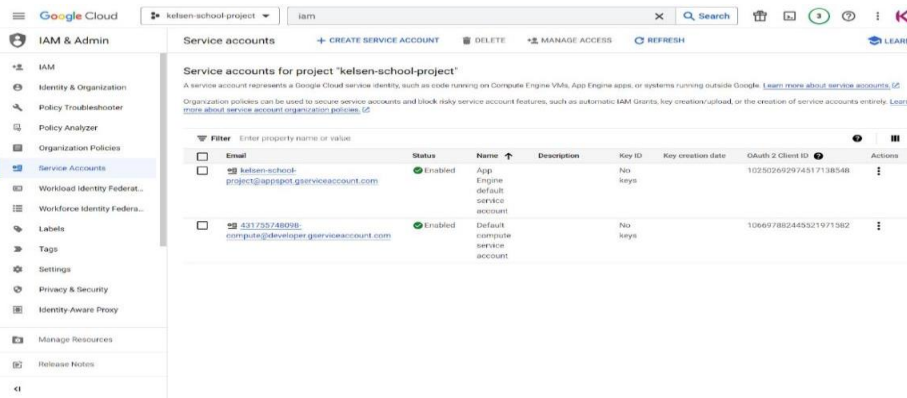 Google Cloud
kelsen-school-project
iam
Search
3
IAM & Admin
Service accounts
+ CREATE SERVICE ACCOUNT
DELETE
MANAGE ACCESS
REFRESH
LEAR
IAM
Identity & Organization
Policy Troubleshooter
Policy Analyzer
Organization Policies
Service Accounts
Workload Identity Federat...
Workforce Identity Federa...
Labels
Tags
Settings
Privacy & Security
Identity-Aware Proxy
Manage Resources
Release Notes
Service accounts for project "kelsen-school-project"
A service account represents a Google Cloud service identity, such as code running on Compute Engine VMs, App Engine apps, or systems running outside Google. Learn more about service accounts.
Organization policies can be used to secure service accounts and block risky service account features, such as automatic IAM Grants, key creation/upload, or the creation of service accounts entirely. Learn
more about service account organization policies.
Filter Enter property name or value
Email Status Name Description Key ID Key creation date OAuth 2 Client ID Actions
kelsen-school-
project@appspot.gserviceaccount.com
Enabled
App
Engine
default
service
account
No
keys
102502692974517138548
431755748098-
compute@developer.gserviceaccount.com
Enabled
Default
compute
service
account
No
keys
106697882445521971582